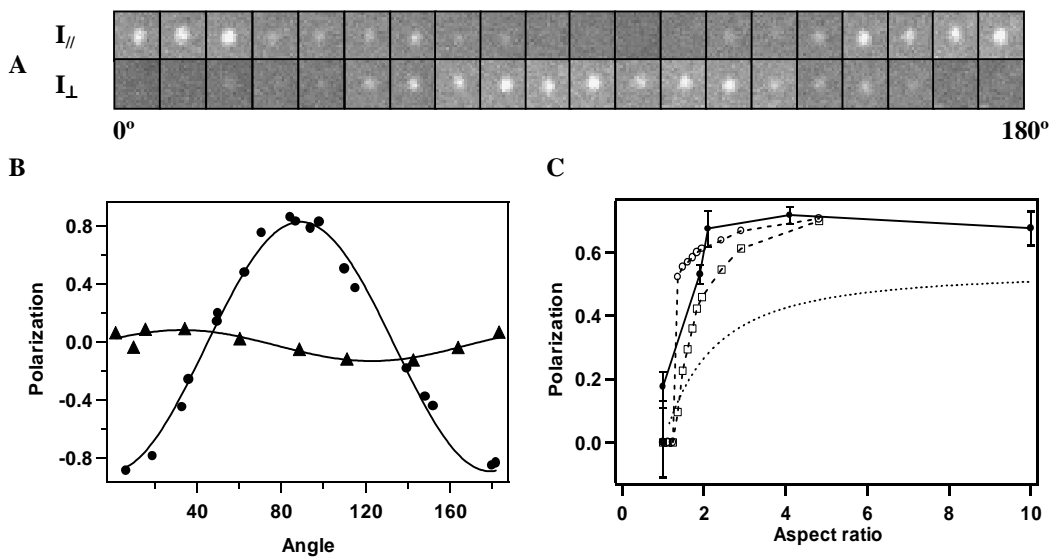 A
I//
I⊥
0º
180º
B
C
Polarization
0.8
0.4
0.0
-0.4
-0.8
40
80
120
160
Angle
Polarization
0.6
0.4
0.2
0.0
0
2
4
6
8
10
Aspect ratio